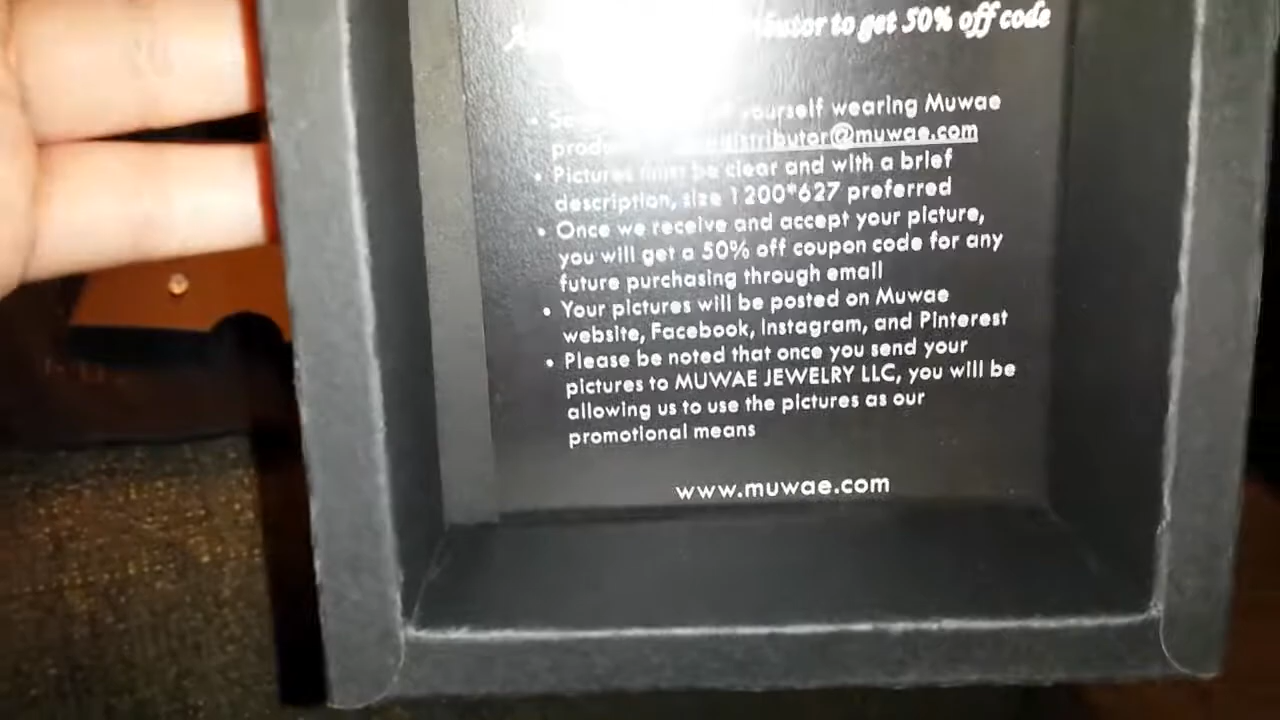 to get 50% off code
yourself wearing Muwae
distributor@muwae.com
Pictures must be clear and with a brief
description, size 1200*627 preferred
Once we receive and accept your picture,
you will get a 50% off coupon code for any
future purchasing through email
Your pictures will be posted on Muwae
website, Facebook, Instagram, and Pinterest
Please be noted that once you send your
pictures to MUWAE JEWELRY LLC, you will be
allowing us to use the pictures as our
promotional means
www.muwae.com